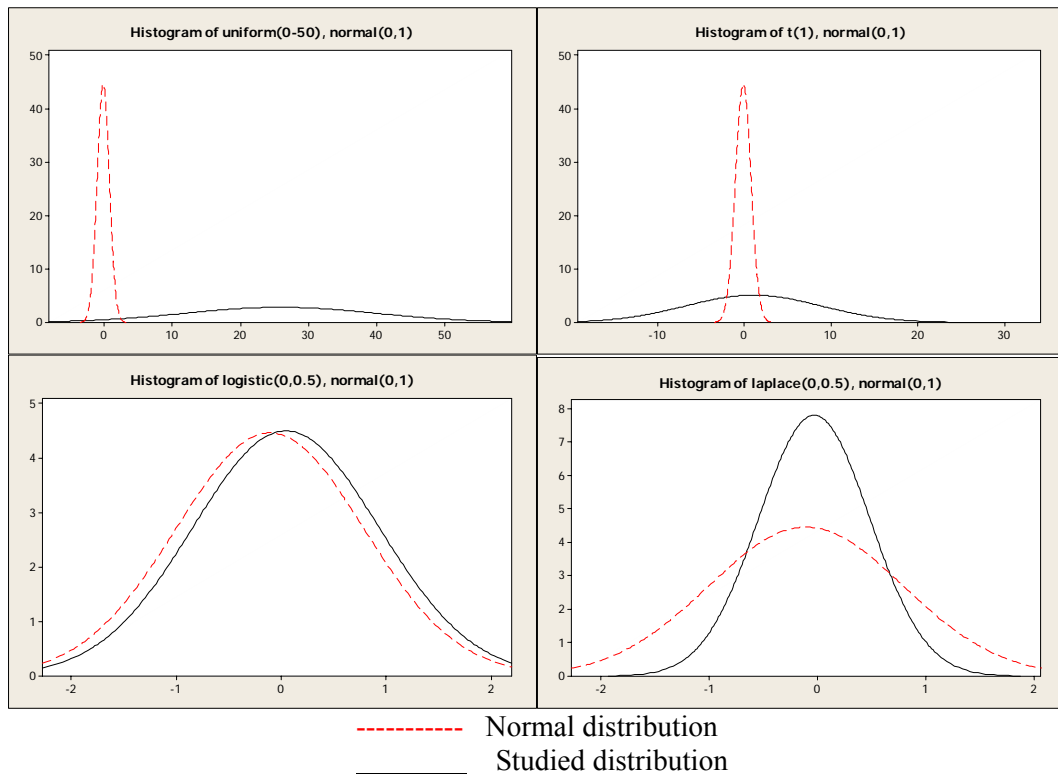 Histogram of uniform(0-50), normal(0,1)
50
40
30
20
10
0
0 10 20 30 40 50
Histogram of t(1), normal(0,1)
50
40
30
20
10
0
-10 0 10 20 30
Histogram of logistic(0,0.5), normal(0,1)
5
4
3
2
1
0
-2 -1 0 1 2
Histogram of laplace(0,0.5), normal(0,1)
8
7
6
5
4
3
2
1
0
-2 -1 0 1 2
Normal distribution
Studied distribution